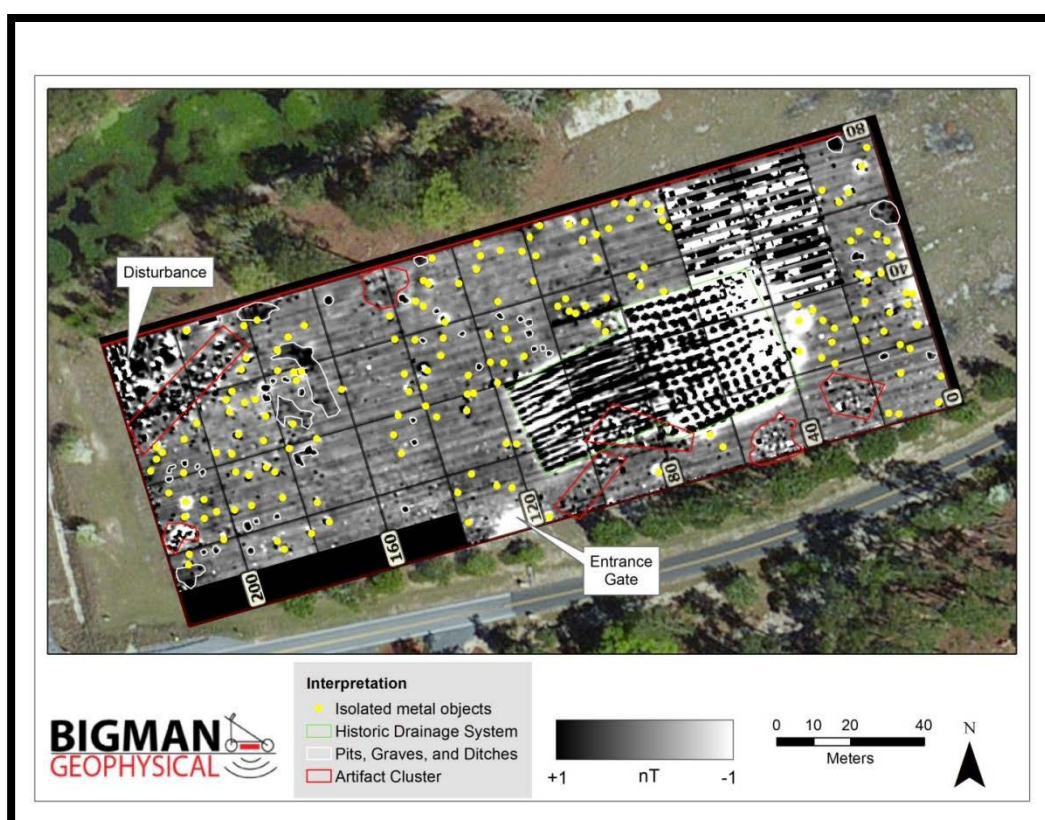 80
Disturbance
40
0
40
80
120
Entrance
Gate
160
200
Interpretation
Isolated metal objects
Historic Drainage System
Pits, Graves, and Ditches
Artifact Cluster
BIGMAN
GEOPHYSICAL
+1 nT -1
0 10 20 40
Meters
N